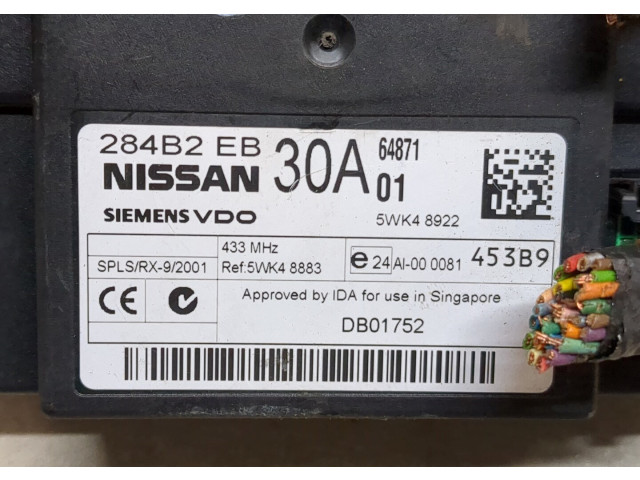 284B2 EB 30A 64871
NISSAN 01
SIEMENS VDO 5WK4 8922
433 MHz
SPLS/RX-9/2001 Ref:5WK4 8883 e 24 AI-00 0081 453B9
CE Approved by IDA for use in Singapore
DB01752